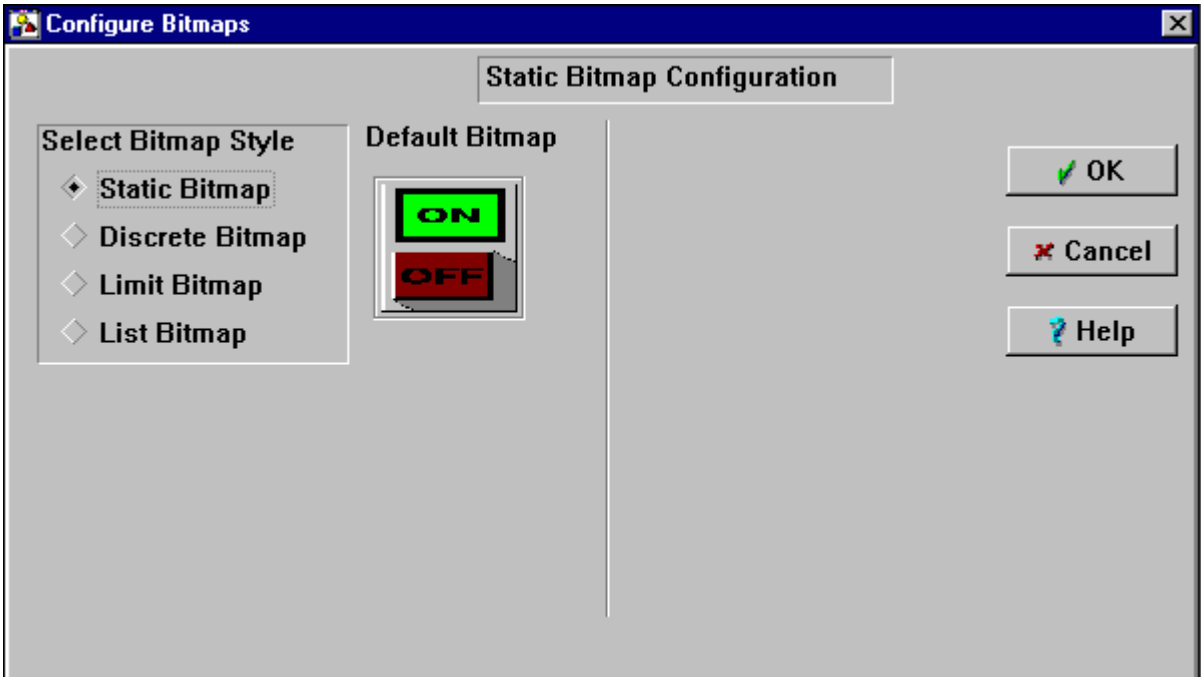 Configure Bitmaps
Static Bitmap Configuration
Select Bitmap Style
Static Bitmap
Discrete Bitmap
Limit Bitmap
List Bitmap
Default Bitmap
ON
OFF
OK
Cancel
Help